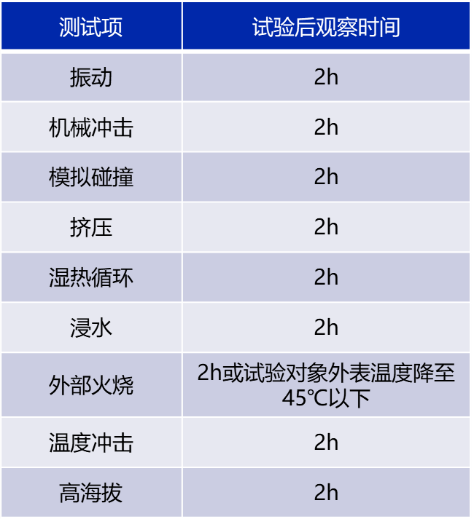 测试项 试验后观察时间
振动 2h
机械冲击 2h
模拟碰撞 2h
挤压 2h
湿热循环 2h
浸水 2h
外部火烧 2h或试验对象外表温度降至
45℃以下
温度冲击 2h
高海拔 2h